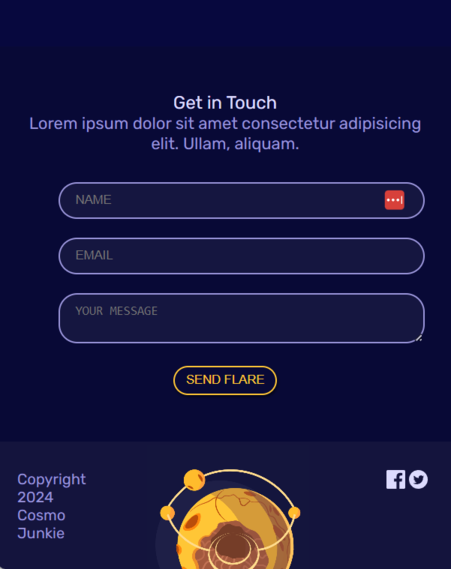 Get in Touch
Lorem ipsum dolor sit amet consectetur adipisicing
elit. Ullam, aliquam.
NAME
EMAIL
YOUR MESSAGE
SEND FLARE
Copyright
2024
Cosmo
Junkie